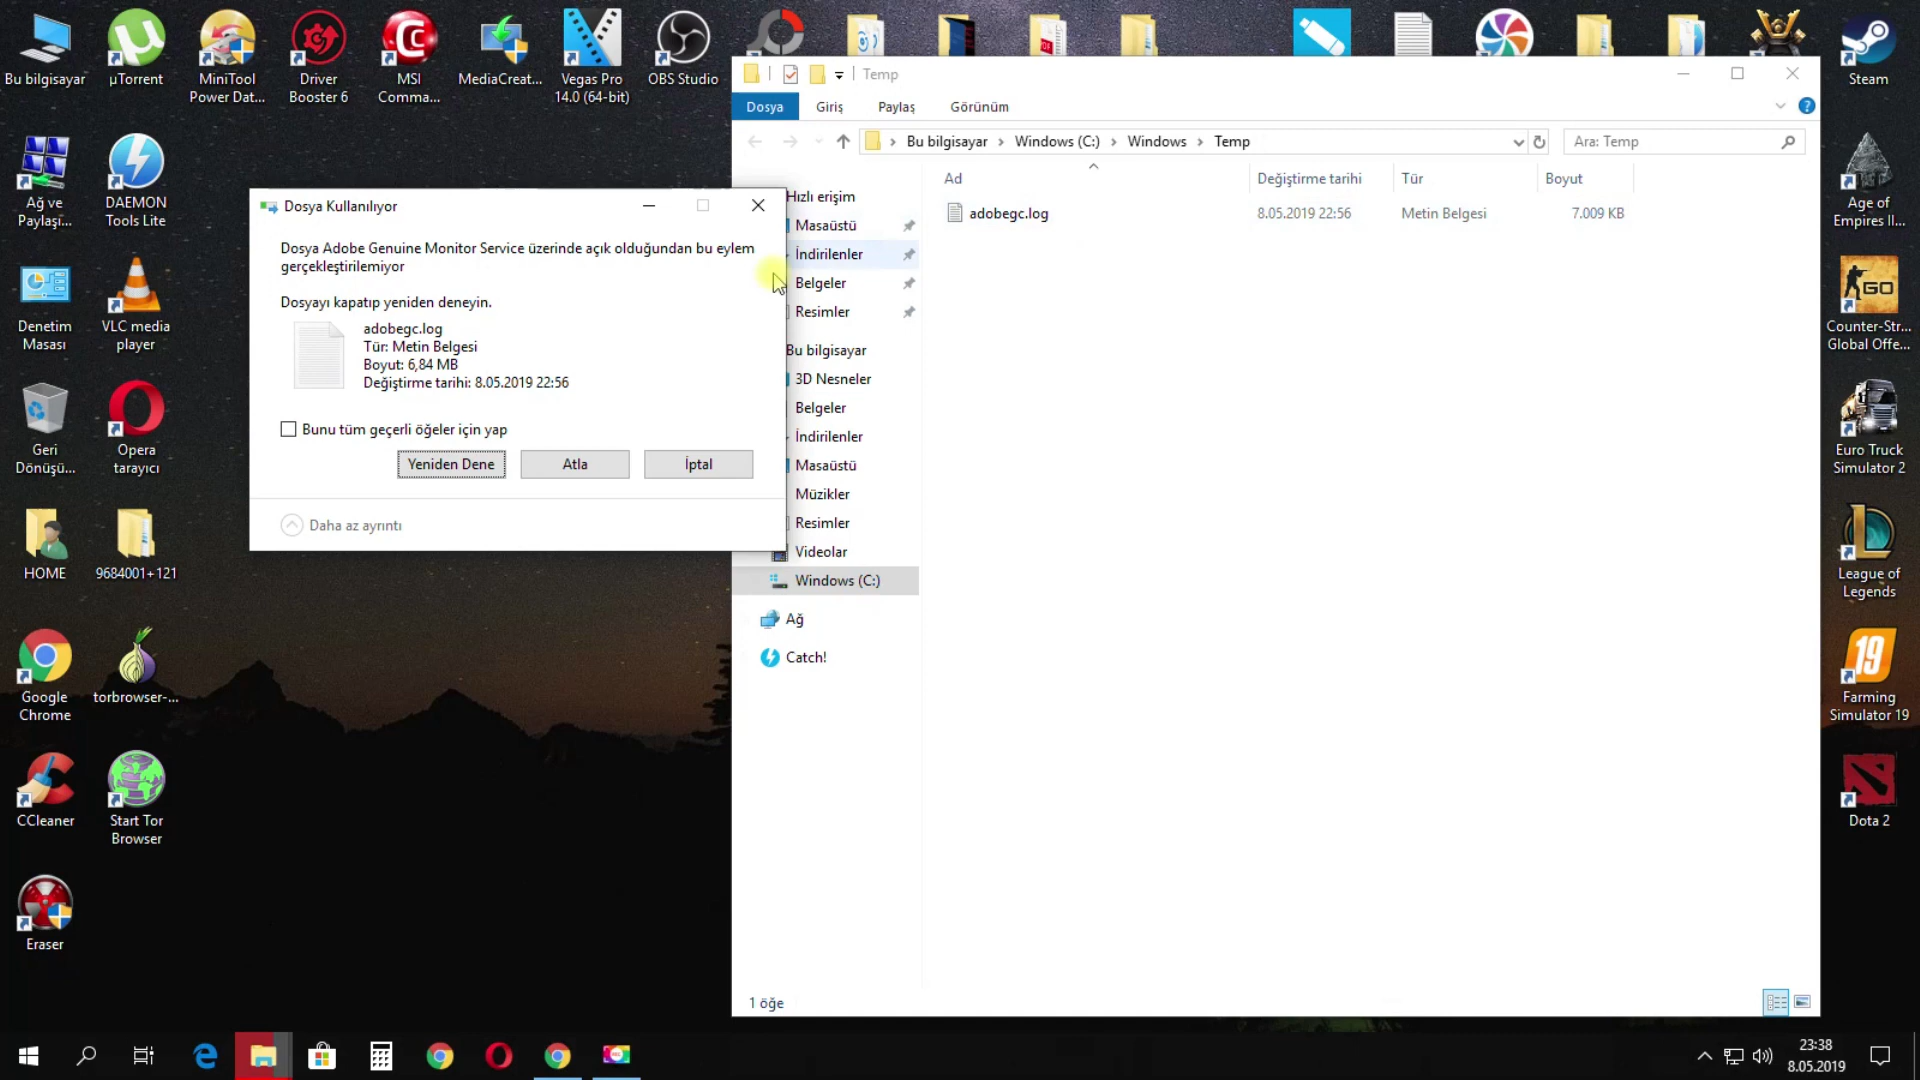 Bu bilgisayar
µTorrent
MiniTool
Power Dat...
Driver
Booster 6
MSI
Comma...
MediaCreat...
Vegas Pro
14.0 (64-bit)
OBS Studio
Steam
Ağ ve
Paylaşı...
DAEMON
Tools Lite
Age of
Empires II...
Denetim
Masası
VLC media
player
GO
Counter-Str...
Global Offe...
Geri
Dönüşü...
Opera
tarayıcı
Euro Truck
Simulator 2
HOME
9684001+121
League of
Legends
Google
Chrome
torbrowser-...
19
Farming
Simulator 19
CCleaner
Start Tor
Browser
Dota 2
Eraser
Dosya Kullanılıyor
Dosya Adobe Genuine Monitor Service üzerinde açık olduğundan bu eylem
gerçekleştirilemiyor
Dosyayı kapatıp yeniden deneyin.
adobegc.log
Tür: Metin Belgesi
Boyut: 6,84 MB
Değiştirme tarihi: 8.05.2019 22:56
Bunu tüm geçerli öğeler için yap
Yeniden Dene
Atla
İptal
Daha az ayrıntı
Temp
Dosya
Giriş
Paylaş
Görünüm
Bu bilgisayar
Windows (C:)
Windows
Temp
Ara: Temp
Ad
Değiştirme tarihi
Tür
Boyut
adobegc.log
8.05.2019 22:56
Metin Belgesi
7.009 KB
Hızlı erişim
Masaüstü
İndirilenler
Belgeler
Resimler
Bu bilgisayar
3D Nesneler
Belgeler
İndirilenler
Masaüstü
Müzikler
Resimler
Videolar
Windows (C:)
Ağ
Catch!
1 öğe
23:38
8.05.2019